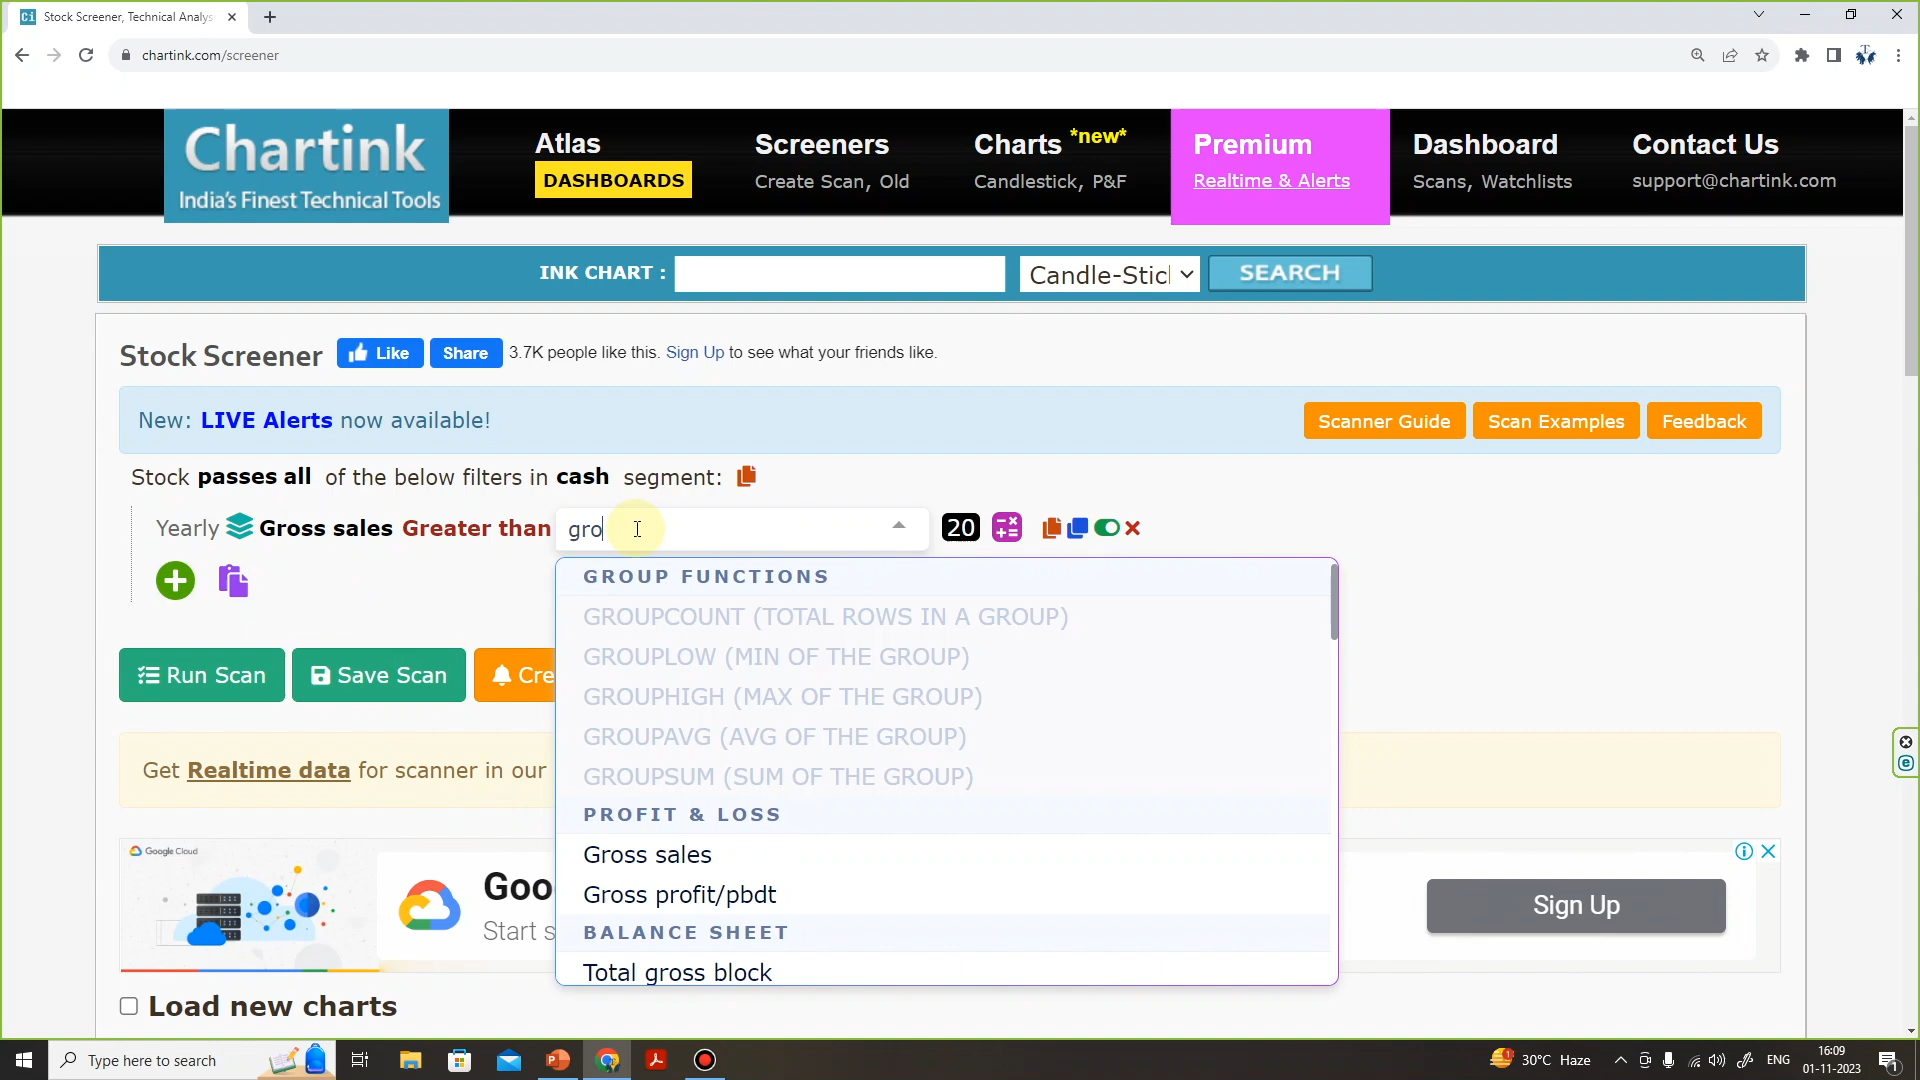 Stock Screener, Technical Analys
chartink.com/screener
Chartink
India's Finest Technical Tools
Atlas
DASHBOARDS
Screeners
Create Scan, Old
Charts *new*
Candlestick, P&F
Premium
Realtime & Alerts
Dashboard
Scans, Watchlists
Contact Us
support@chartink.com
INK CHART :
Candle-Sticl
SEARCH
Stock Screener
Like
Share
3.7K people like this. Sign Up to see what your friends like.
New: LIVE Alerts now available!
Scanner Guide
Scan Examples
Feedback
Stock passes all of the below filters in cash segment:
Yearly Gross sales Greater than gro 20
GROUP FUNCTIONS
GROUPCOUNT (TOTAL ROWS IN A GROUP)
GROUPLOW (MIN OF THE GROUP)
GROUPHIGH (MAX OF THE GROUP)
GROUPAVG (AVG OF THE GROUP)
GROUPSUM (SUM OF THE GROUP)
PROFIT & LOSS
Gross sales
Gross profit/pbdt
BALANCE SHEET
Total gross block
Run Scan
Save Scan
Cre
Get Realtime data for scanner in our
Google Cloud
Goo
Start s
Sign Up
Load new charts
Type here to search
30°C Haze
ENG
16:09
01-11-2023